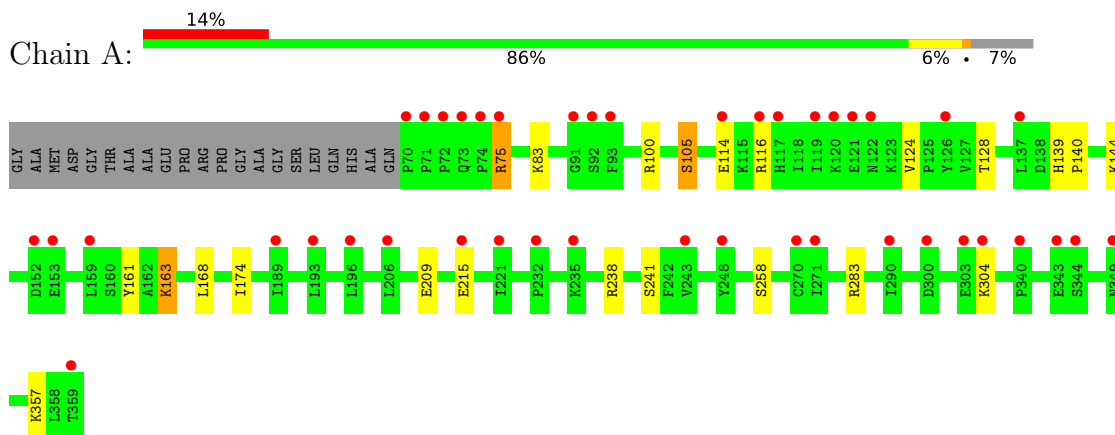 14%
Chain A:
86% 6% • 7%
GLY ALA MET ASP GLY THR ALA ALA GLU PRO ARG PRO PRO GLY ALA GLY SER LEU GLN HIS ALA GLN P70 P71 P72 Q73 P74 R75 K83 G91 S92 F93 R100 S105 E114 K115 R116 H117 I118 I119 K120 E121 N122 K123 V124 P125 Y126 V127 T128 L137 D138 H139 P140 K144
D152 E153 L159 S160 Y161 A162 K163 L168 I174 I189 L193 L196 L206 E209 E215 I221 P232 K235 R238 S241 F242 V243 Y248 S258 C270 I271 R283 I290 D300 E303 K304 P340 E343 S344 N349
K357 L358 T359